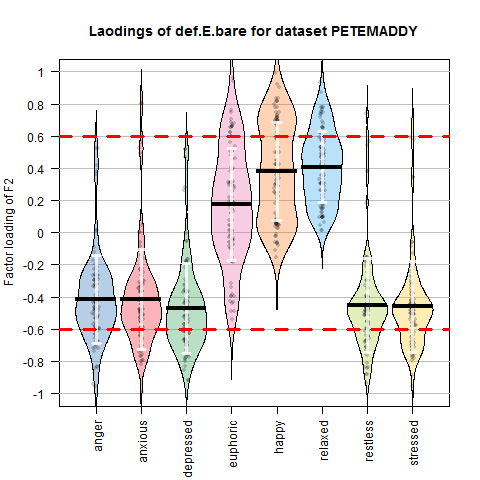 Laodings of def.E.bare for dataset PETEMADDY
Factor loading of F2
1
0.8
0.6
0.4
0.2
0
-0.2
-0.4
-0.6
-0.8
-1
anger
anxious
depressed
euphoric
happy
relaxed
restless
stressed